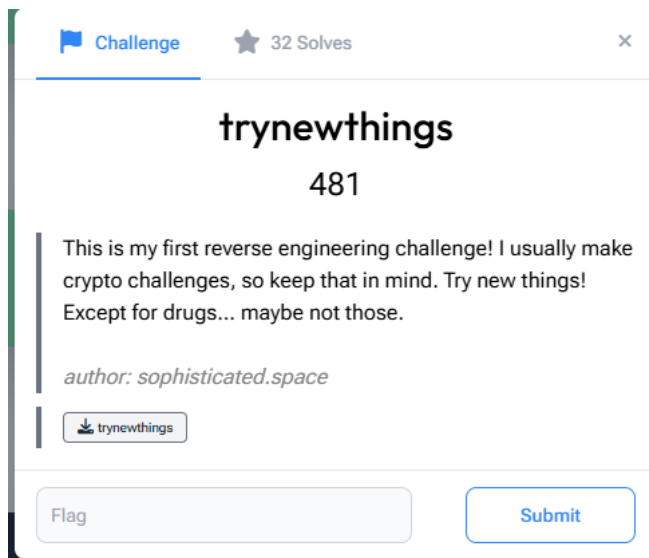 Challenge
32 Solves
×
trynewthings
481
This is my first reverse engineering challenge! I usually make
crypto challenges, so keep that in mind. Try new things!
Except for drugs... maybe not those.
author: sophisticated.space
trynewthings
Flag
Submit